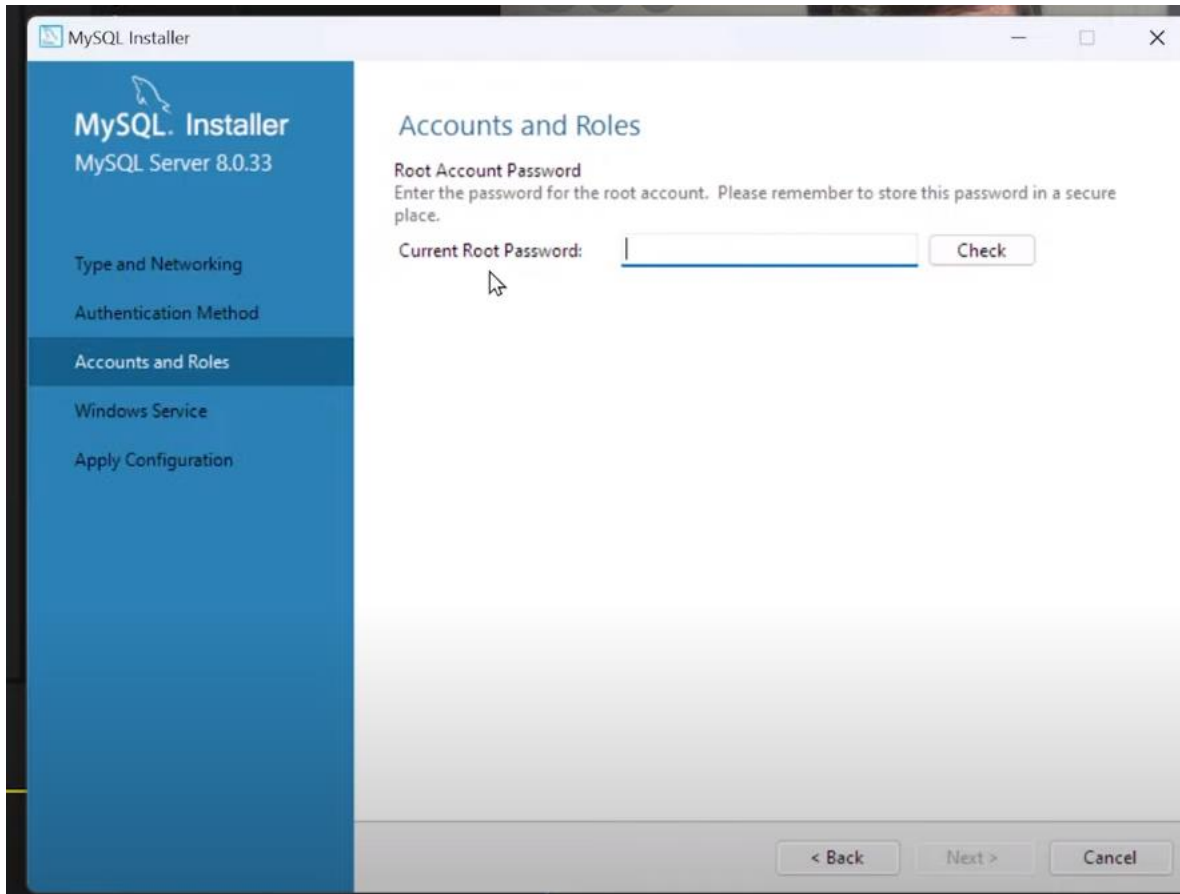 MySQL Installer
MySQL. Installer
MySQL Server 8.0.33
Type and Networking
Authentication Method
Accounts and Roles
Windows Service
Apply Configuration
Accounts and Roles
Root Account Password
Enter the password for the root account. Please remember to store this password in a secure
place.
Current Root Password:
Check
< Back
Next >
Cancel